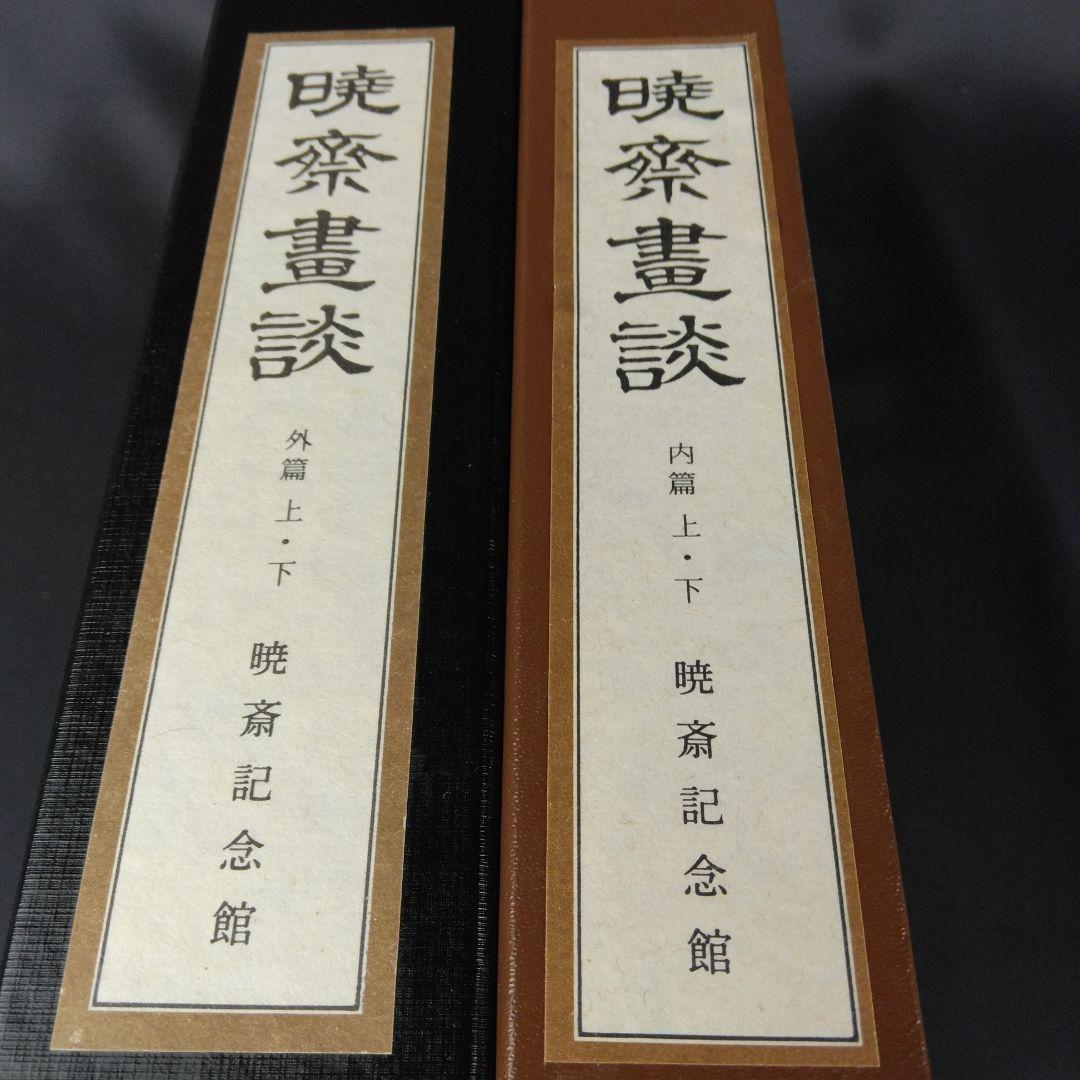 暁齋畫談
外篇 上・下
暁斎記念館
暁齋畫談
内篇 上・下
暁斎記念館